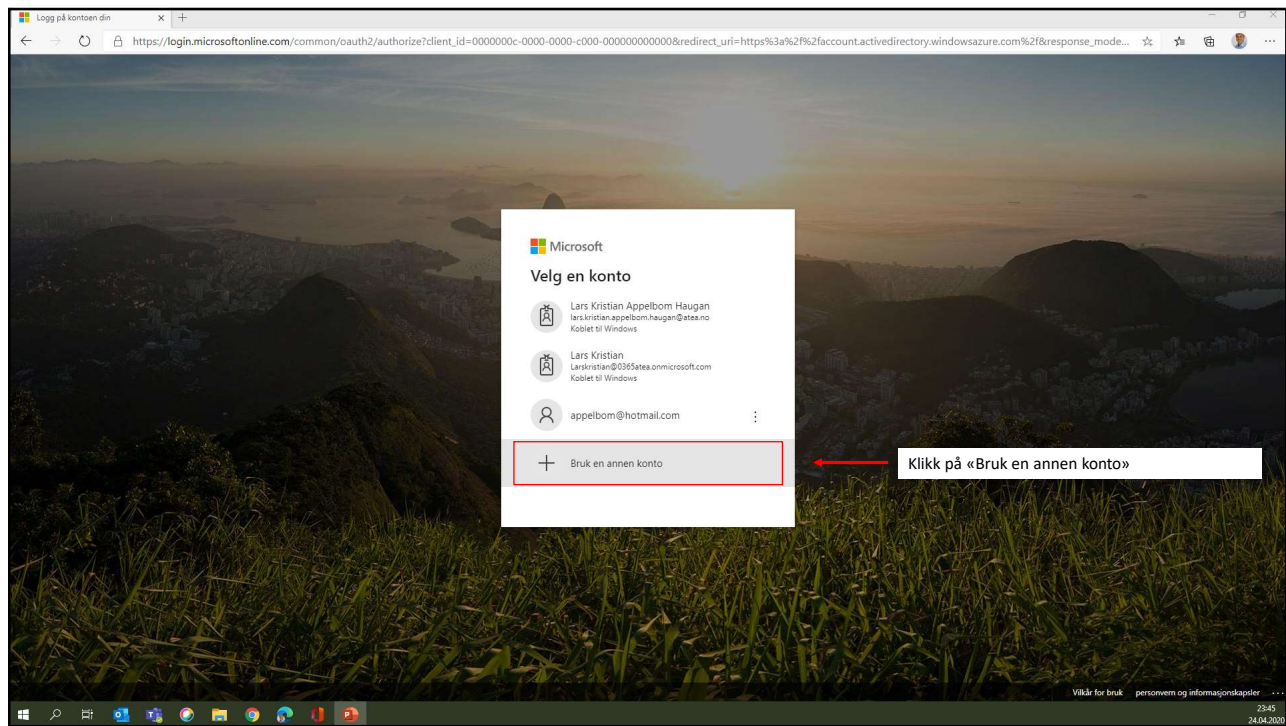 Logg på kontoen din
https://login.microsoftonline.com/common/oauth2/authorize?client_id=0000000c-0000-0000-c000-000000000000&redirect_uri=https%3a%2f%2faccount.activedirectory.windowsazure.com%2f&response_mode...
Microsoft
Velg en konto
Lars Kristian Appelbom Haugan
lars.kristian.appelbom.haugan@atea.no
Koblet til Windows
Lars Kristian
Larskristian@0365atea.onmicrosoft.com
Koblet til Windows
appelbom@hotmail.com
Bruk en annen konto
Klikk på «Bruk en annen konto»
Vilkår for bruk personvern og informasjonskapsler ...
23:45
24.04.2020